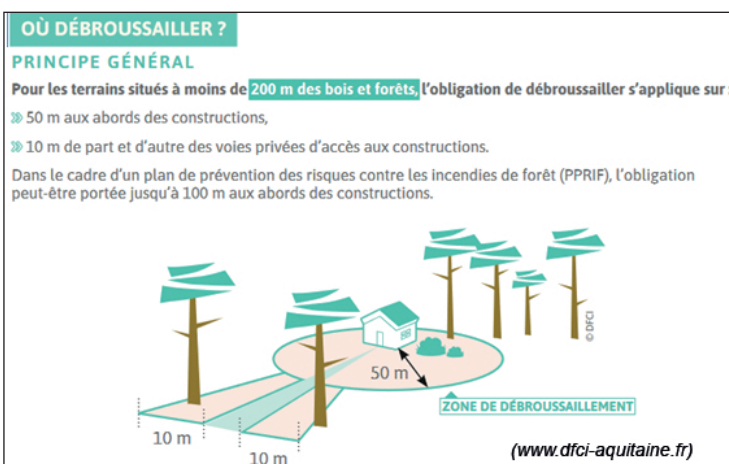 OÙ DÉBROUSSAILLER ?
PRINCIPE GÉNÉRAL
Pour les terrains situés à moins de 200 m des bois et forêts, l'obligation de débroussailler s'applique sur :
» 50 m aux abords des constructions,
» 10 m de part et d'autre des voies privées d'accès aux constructions.
Dans le cadre d'un plan de prévention des risques contre les incendies de forêt (PPRIF), l'obligation
peut-être portée jusqu'à 100 m aux abords des constructions.
© DFCI
50 m
ZONE DE DÉBROUSSAILLEMENT
10 m
10 m
(www.dfci-aquitaine.fr)